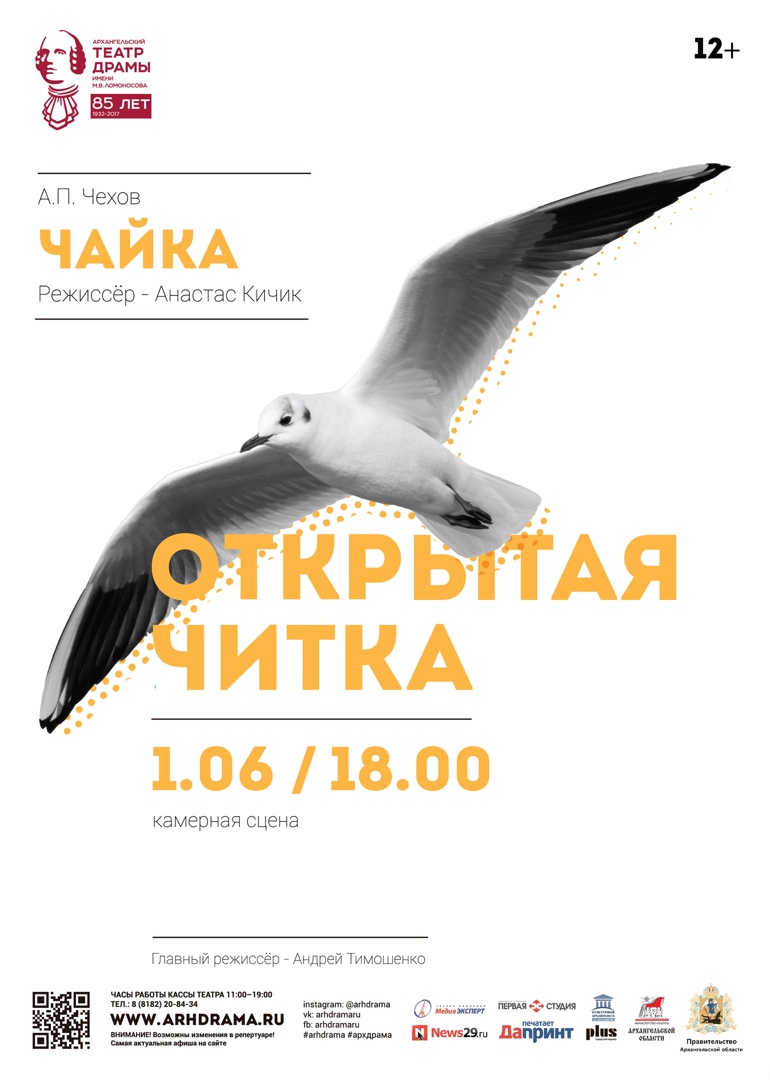 АРХАНГЕЛЬСКИЙ
ТЕАТР
ДРАМЫ
ИМЕНИ
М.В. ЛОМОНОСОВА
85 ЛЕТ
1932-2017
12+
А.П. Чехов
ЧАЙКА
Режиссёр - Анастас Кичик
ОТКРЫТАЯ
ЧИТКА
1.06 / 18.00
камерная сцена
Главный режиссёр - Андрей Тимошенко
ЧАСЫ РАБОТЫ КАССЫ ТЕАТРА 11:00–19:00
ТЕЛ.: 8 (8182) 20-84-34
WWW.ARHDRAMA.RU
ВНИМАНИЕ! Возможны изменения в репертуаре!
Самая актуальная афиша на сайте
instagram: @arhdrama
vk: arhdramaru
fb: arhdramaru
#arhdrama #архдрама
МедиаЭКСПЕРТ
News29.ru
ПЕРВАЯ СТУДИЯ
печатает
Дапринт
plus
АРХАНГЕЛЬСКОЙ
ОБЛАСТИ
Правительство
Архангельской области